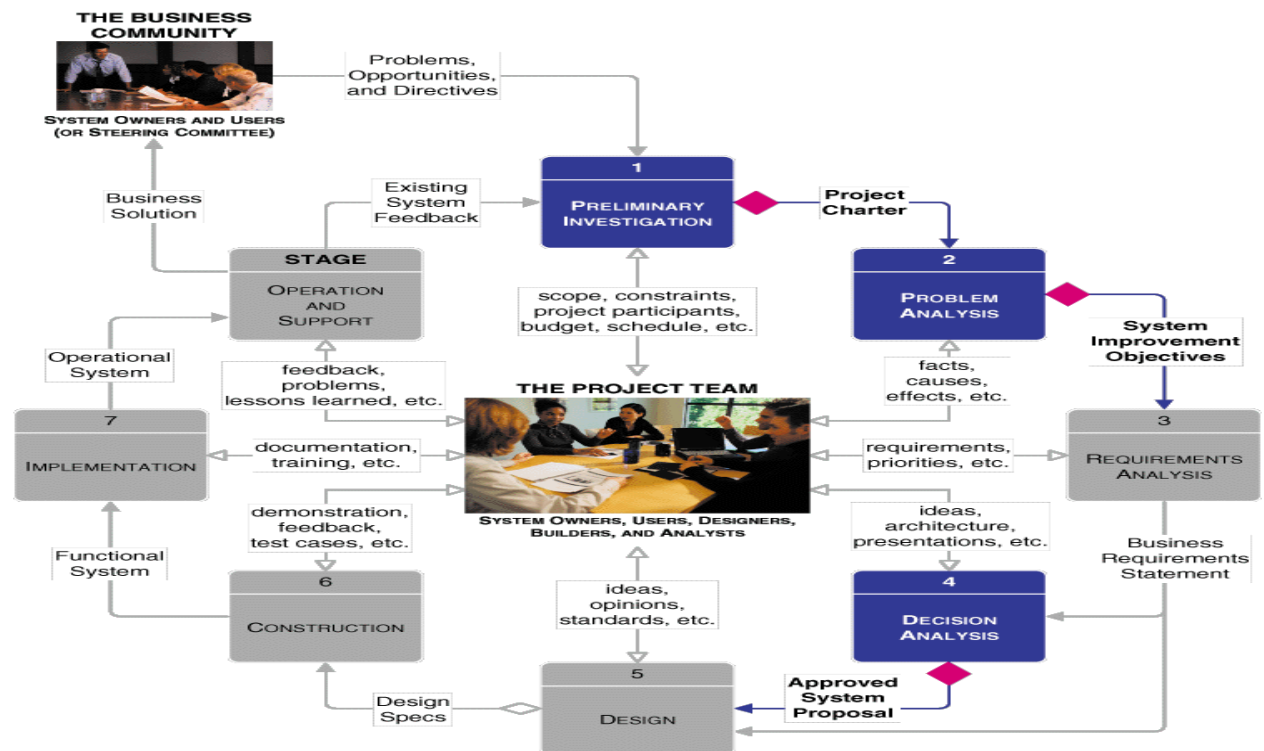 THE BUSINESS
COMMUNITY
SYSTEM OWNERS AND USERS
(OR STEERING COMMITTEE)
Problems,
Opportunities,
and Directives
1
PRELIMINARY
INVESTIGATION
Project
Charter
2
PROBLEM
ANALYSIS
System
Improvement
Objectives
3
REQUIREMENTS
ANALYSIS
Business
Requirements
Statement
4
DECISION
ANALYSIS
Approved
System
Proposal
5
DESIGN
Design
Specs
6
CONSTRUCTION
Functional
System
7
IMPLEMENTATION
Operational
System
STAGE
OPERATION
AND
SUPPORT
Business
Solution
Existing
System
Feedback
scope, constraints,
project participants,
budget, schedule, etc.
facts,
causes,
effects, etc.
requirements,
priorities, etc.
ideas,
architecture,
presentations, etc.
ideas,
opinions,
standards, etc.
demonstration,
feedback,
test cases, etc.
documentation,
training, etc.
feedback,
problems,
lessons learned, etc.
THE PROJECT TEAM
SYSTEM OWNERS, USERS, DESIGNERS,
BUILDERS, AND ANALYSTS